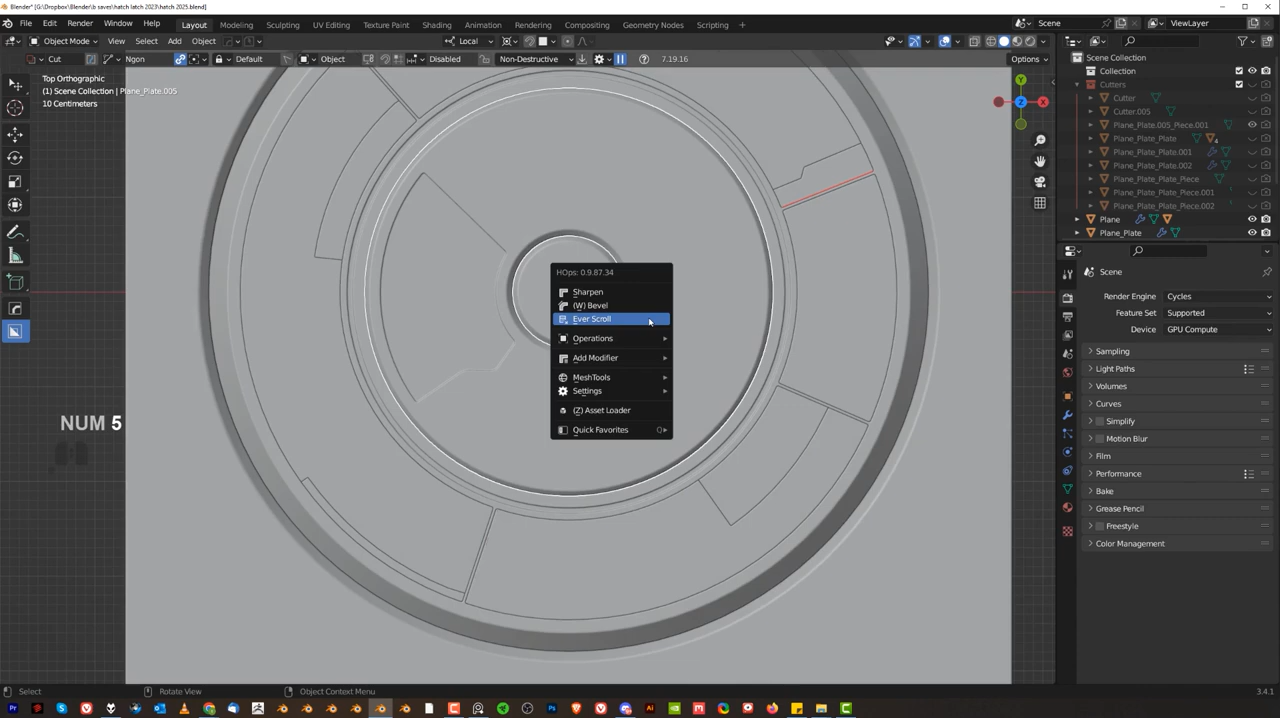 Blender* [G:\Dropbox\Blender\b saves\hatch latch 2023\hatch 2025.blend]
File Edit Render Window Help Layout Modeling Sculpting UV Editing Texture Paint Shading Animation Rendering Compositing Geometry Nodes Scripting + Scene ViewLayer
Object Mode View Select Add Object Local
Cut Ngon Default Object Disabled Non-Destructive 7.19.16 Options
Top Orthographic
(1) Scene Collection | Plane_Plate.005
10 Centimeters
Y
X
Z
Scene Collection
Collection
Cutters
Cutter
Cutter.005
Plane_Plate.005_Piece.001
Plane_Plate_Plate 4
Plane_Plate_Plate.001
Plane_Plate_Plate.002
Plane_Plate_Plate_Piece
Plane_Plate_Plate_Piece.001
Plane_Plate_Plate_Piece.002
Plane
Plane_Plate
HOps: 0.9.87.34
Sharpen
(W) Bevel
Ever Scroll
Operations
Add Modifier
MeshTools
Settings
(Z) Asset Loader
Quick Favorites Q
NUM 5
Scene
Render Engine Cycles
Feature Set Supported
Device GPU Compute
Sampling
Light Paths
Volumes
Curves
Simplify
Motion Blur
Film
Performance
Bake
Grease Pencil
Freestyle
Color Management
Select Rotate View Object Context Menu 3.4.1